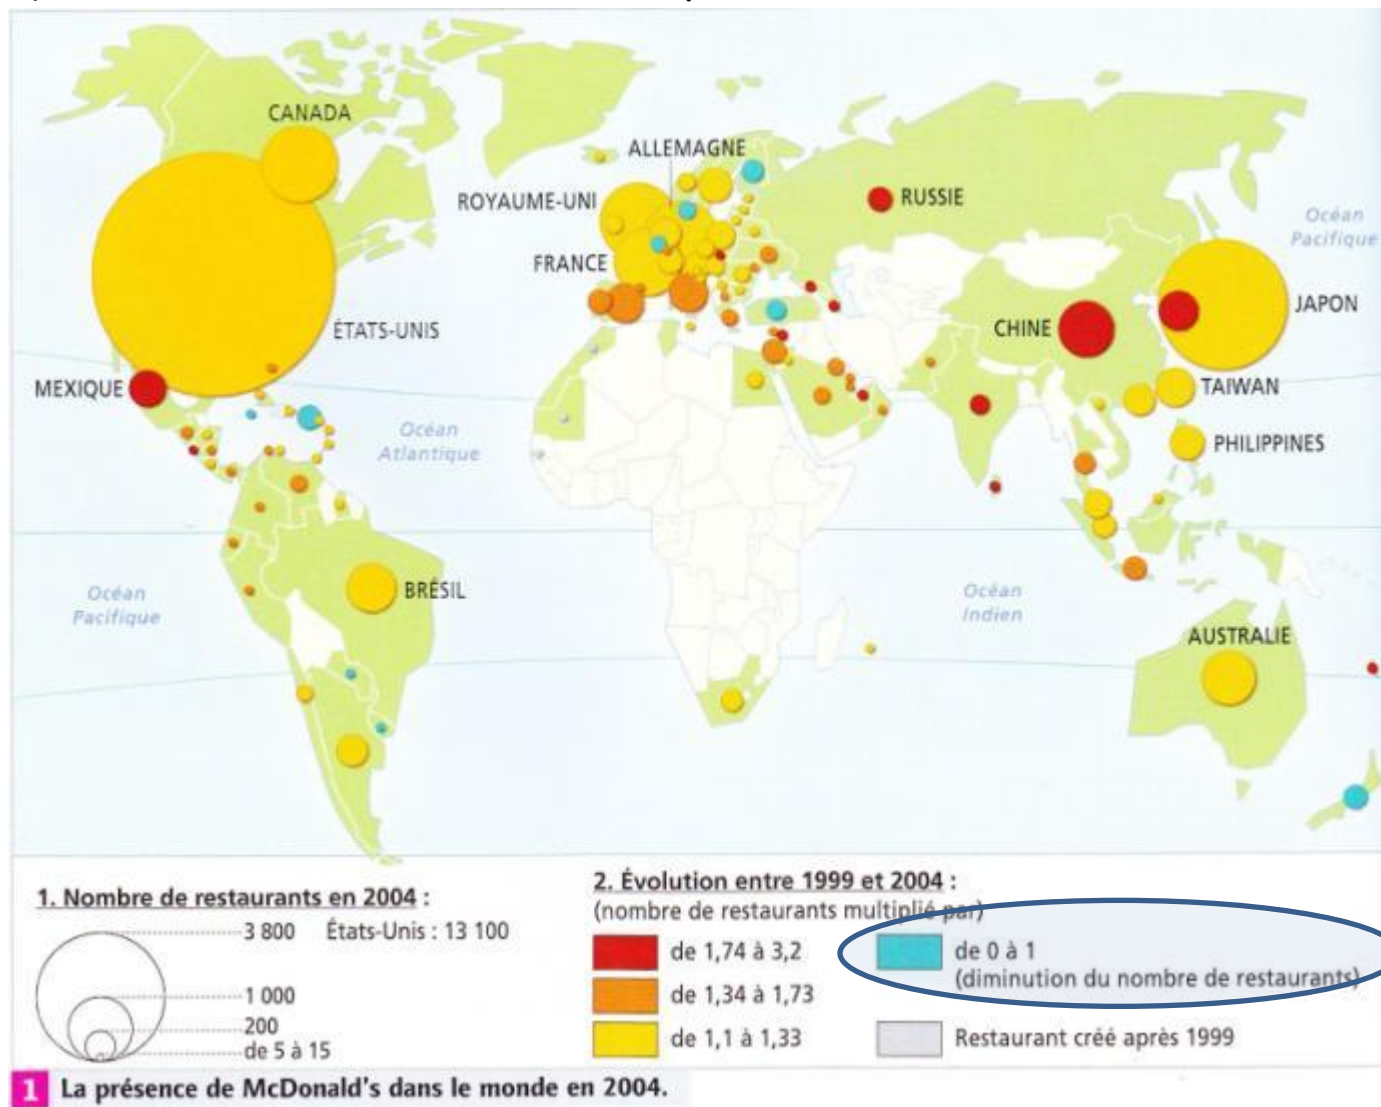 CANADA
ALLEMAGNE
ROYAUME-UNI
RUSSIE
Océan
Pacifique
FRANCE
JAPON
CHINE
ÉTATS-UNIS
MEXIQUE
TAIWAN
Océan
Atlantique
PHILIPPINES
BRÉSIL
Océan
Pacifique
Océan
Indien
AUSTRALIE
1. Nombre de restaurants en 2004 :
3 800 États-Unis : 13 100
1 000
200
de 5 à 15
2. Évolution entre 1999 et 2004 :
(nombre de restaurants multiplié par)
de 1,74 à 3,2
de 1,34 à 1,73
de 1,1 à 1,33
de 0 à 1
(diminution du nombre de restaurants)
Restaurant créé après 1999
1 La présence de McDonald's dans le monde en 2004.